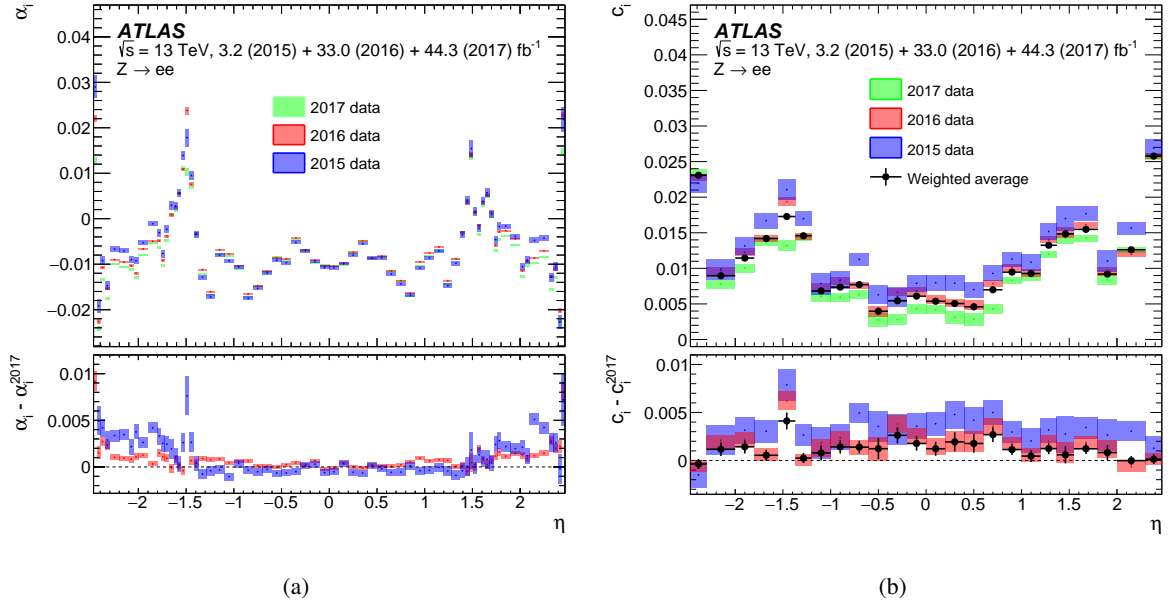 αᵢ
ATLAS
√s = 13 TeV, 3.2 (2015) + 33.0 (2016) + 44.3 (2017) fb⁻¹
Z → ee
2017 data
2016 data
2015 data
0.04
0.03
0.02
0.01
0
−0.01
−0.02
αᵢ - αᵢ²⁰¹⁷
0.01
0.005
0
−2 −1.5 −1 −0.5 0 0.5 1 1.5 2
η
(a)
cᵢ
ATLAS
√s = 13 TeV, 3.2 (2015) + 33.0 (2016) + 44.3 (2017) fb⁻¹
Z → ee
2017 data
2016 data
2015 data
Weighted average
0.045
0.04
0.035
0.03
0.025
0.02
0.015
0.01
0.005
0
cᵢ - cᵢ²⁰¹⁷
0.01
0.005
0
−2 −1.5 −1 −0.5 0 0.5 1 1.5 2
η
(b)